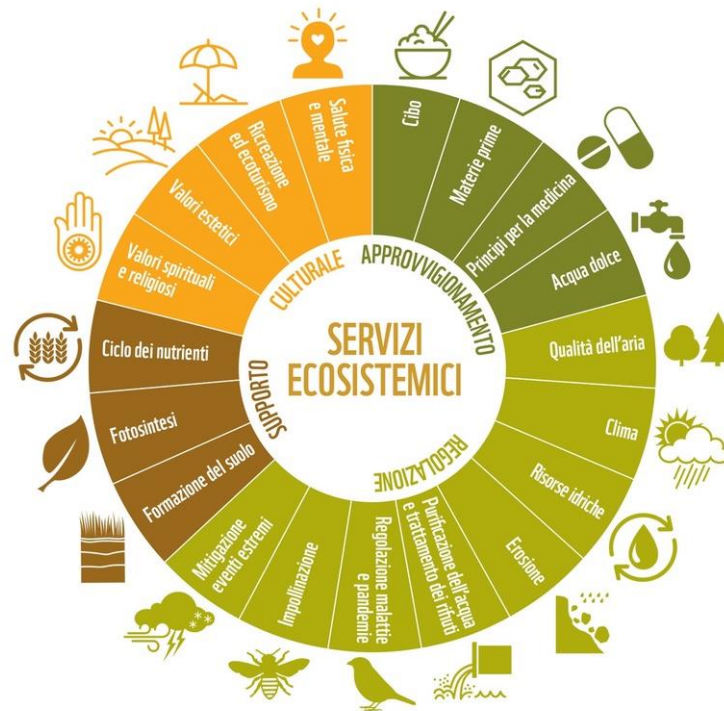 SERVIZI
ECOSISTEMICI
APPROVVIGIONAMENTO
Cibo
Materie prime
Principi per la medicina
Acqua dolce
REGOLAZIONE
Qualità dell'aria
Clima
Risorse idriche
Erosione
Purificazione dell'acqua
e trattamento dei rifiuti
Regolazione malattie
e pandemie
Impollinazione
Mitigazione
eventi estremi
SUPPORTO
Formazione del suolo
Fotosintesi
Ciclo dei nutrienti
CULTURALE
Valori spirituali
e religiosi
Valori estetici
Ricreazione
ed ecoturismo
Salute fisica
e mentale